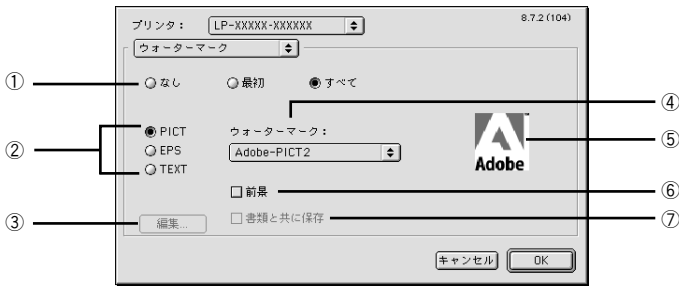 プリンタ： LP-XXXXX-XXXXXX 8.7.2 (104)
ウォーターマーク
① なし 最初 すべて
④
② PICT ウォーターマーク： ⑤
EPS Adobe-PICT2
TEXT Adobe
前景 ⑥
③ 編集... 書類と共に保存 ⑦
キャンセル OK